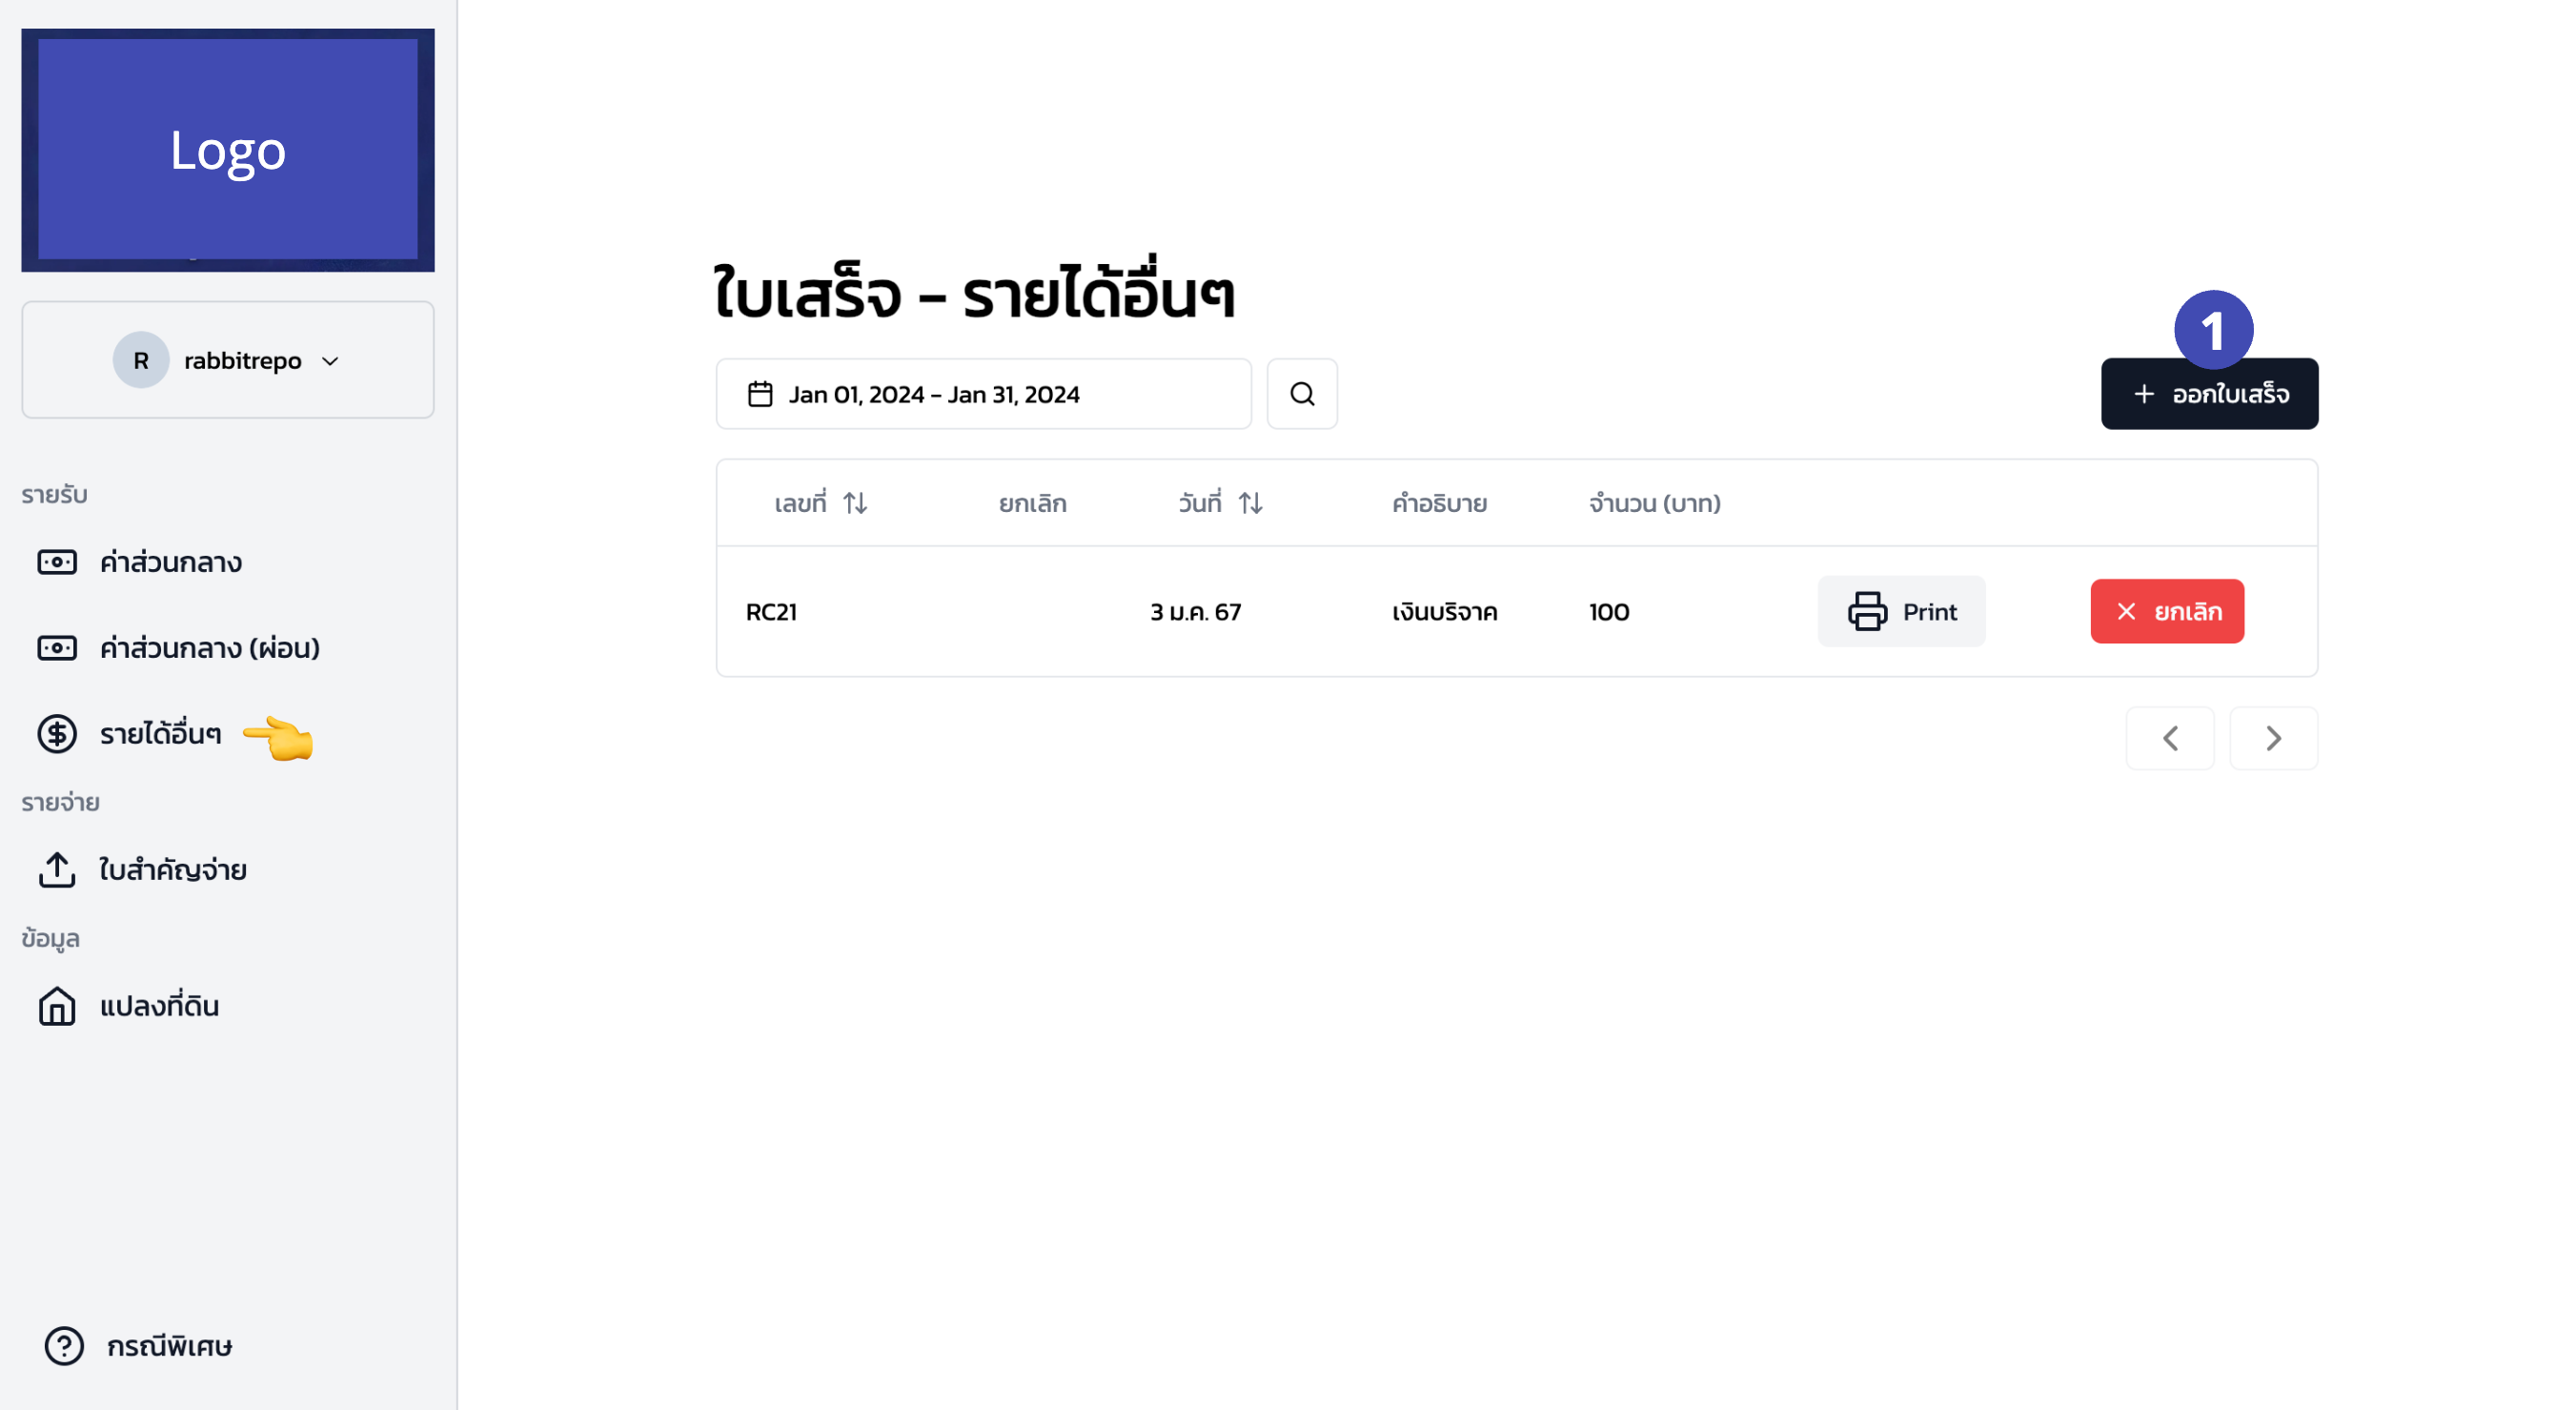 Logo
R rabbitrepo
รายรับ
ค่าส่วนกลาง
ค่าส่วนกลาง (ผ่อน)
รายได้อื่นๆ
รายจ่าย
ใบสำคัญจ่าย
ข้อมูล
แปลงที่ดิน
กรณีพิเศษ
ใบเสร็จ - รายได้อื่นๆ
Jan 01, 2024 - Jan 31, 2024
1
ออกใบเสร็จ
เลขที่ ยกเลิก วันที่ คำอธิบาย จำนวน (บาท)
RC21 3 ม.ค. 67 เงินบริจาค 100 Print ยกเลิก